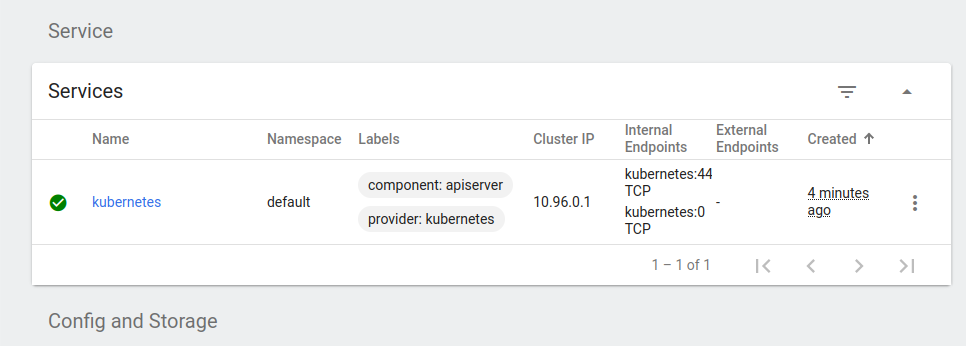 Service
Services
Name Namespace Labels Cluster IP Internal Endpoints External Endpoints Created
kubernetes default component: apiserver provider: kubernetes 10.96.0.1 kubernetes:44 TCP kubernetes:0 TCP - 4 minutes ago
1 – 1 of 1
Config and Storage